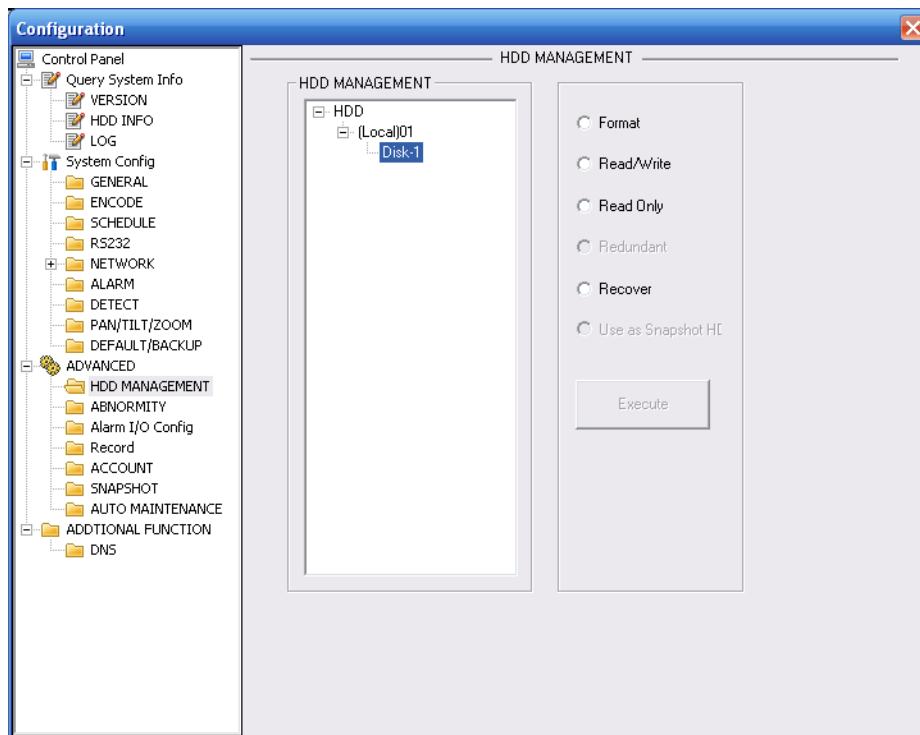 Configuration
Control Panel
Query System Info
VERSION
HDD INFO
LOG
System Config
GENERAL
ENCODE
SCHEDULE
RS232
NETWORK
ALARM
DETECT
PAN/TILT/ZOOM
DEFAULT/BACKUP
ADVANCED
HDD MANAGEMENT
ABNORMITY
Alarm I/O Config
Record
ACCOUNT
SNAPSHOT
AUTO MAINTENANCE
ADDTIONAL FUNCTION
DNS
HDD MANAGEMENT
HDD MANAGEMENT
HDD
(Local)01
Disk-1
Format
Read/Write
Read Only
Redundant
Recover
Use as Snapshot
Execute